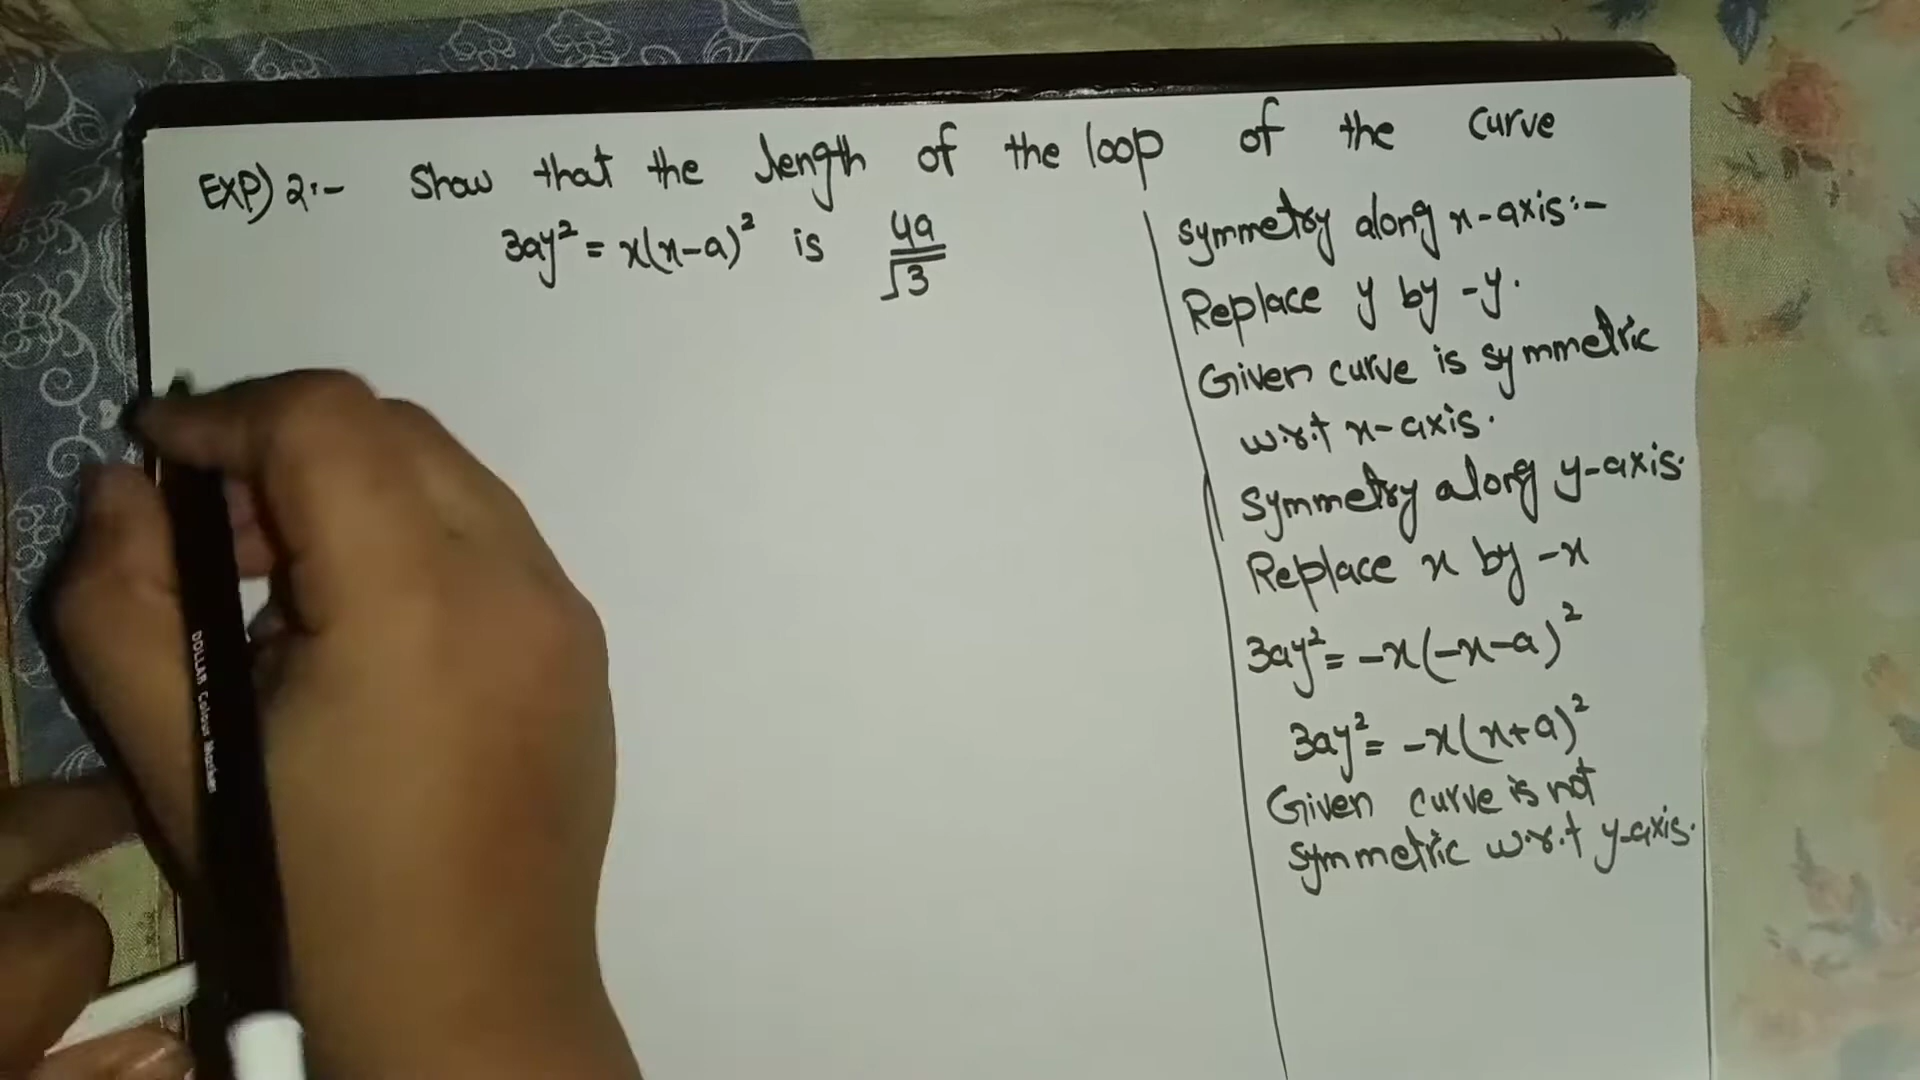 EXP) 2:- Show that the length of the loop of the curve
3ay² = x(x-a)² is 4a/√3
symmetry along x-axis:-
Replace y by -y.
Given curve is symmetric
w.r.t x-axis.
Symmetry along y-axis.
Replace x by -x
3ay² = -x(-x-a)²
3ay² = -x(x+a)²
Given curve is not
symmetric w.r.t y-axis.
DOLLAR Colour Marker